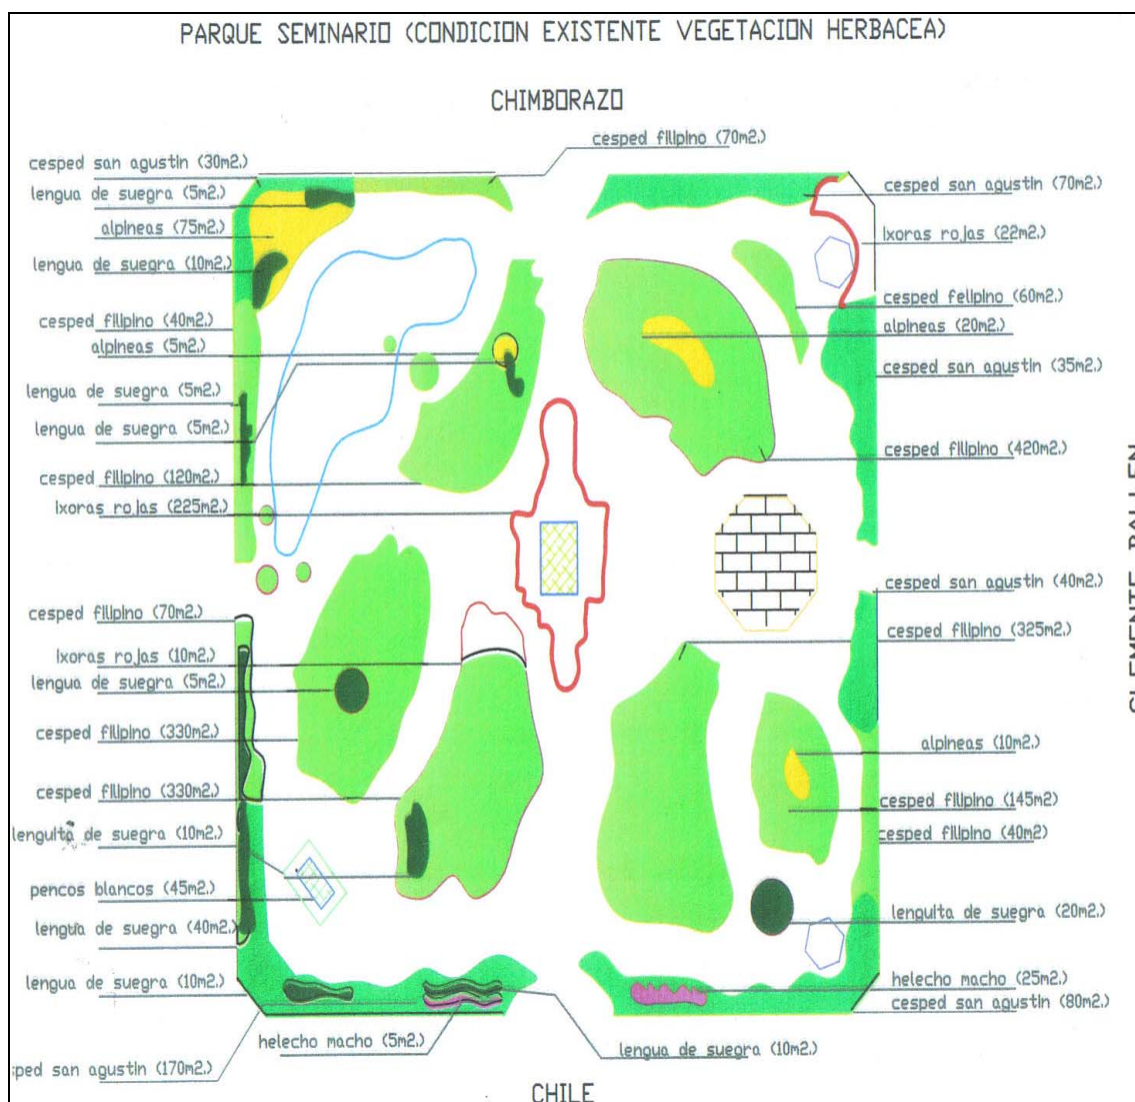 PARQUE SEMINARIO (CONDICION EXISTENTE VEGETACION HERBACEA)
CHIMBORAZO
cesped filipino (70m2.)
cesped san agustin (30m2.)
lengua de suegra (5m2.)
alpineas (75m2.)
lengua de suegra (10m2.)
cesped filipino (40m2.)
alpineas (5m2.)
lengua de suegra (5m2.)
lengua de suegra (5m2.)
cesped filipino (120m2.)
ixoras rojas (225m2.)
cesped filipino (70m2.)
ixoras rojas (10m2.)
lengua de suegra (5m2.)
cesped filipino (330m2.)
cesped filipino (330m2.)
lenguita de suegra (10m2.)
pencos blancos (45m2.)
lengua de suegra (40m2.)
lengua de suegra (10m2.)
helecho macho (5m2.)
sped san agustin (170m2.)
cesped san agustin (70m2.)
ixoras rojas (22m2.)
cesped felipino (60m2.)
alpineas (20m2.)
cesped san agustin (35m2.)
cesped filipino (420m2.)
cesped san agustin (40m2.)
cesped filipino (325m2.)
alpineas (10m2.)
cesped filipino (145m2)
cesped filipino (40m2)
lenguita de suegra (20m2.)
helecho macho (25m2.)
cesped san agustin (80m2.)
lengua de suegra (10m2.)
CHILE
CLEMENTE BALLEN